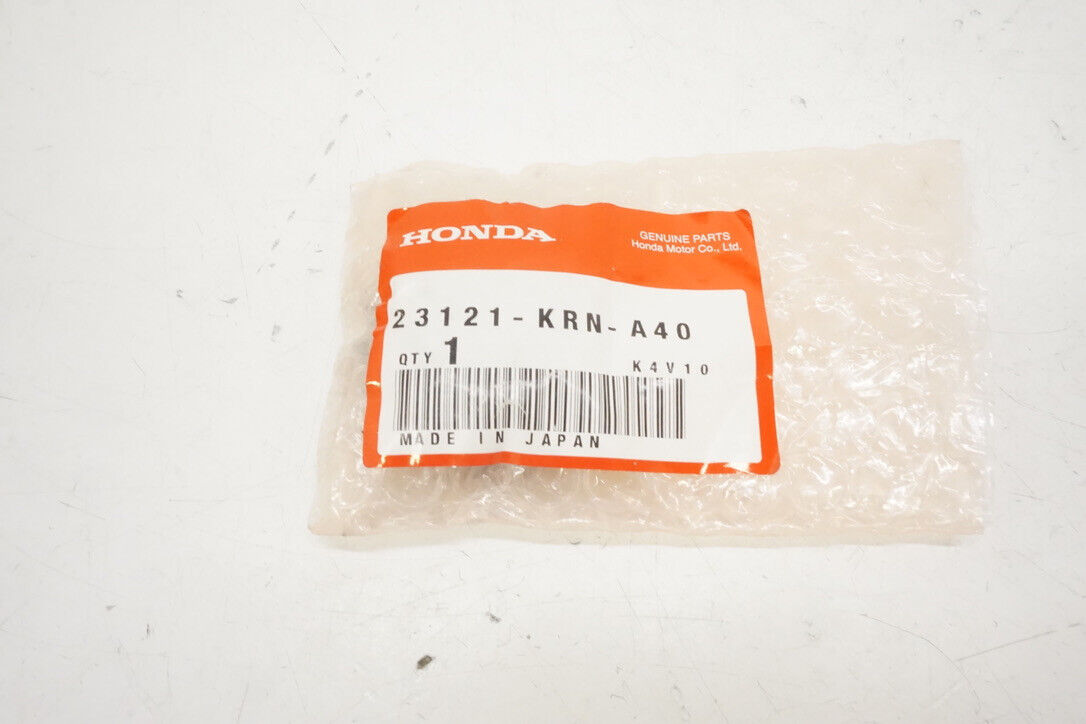 HONDA
GENUINE PARTS
Honda Motor Co., Ltd.
23121-KRN-A40
QTY 1
K4V10
MADE IN JAPAN